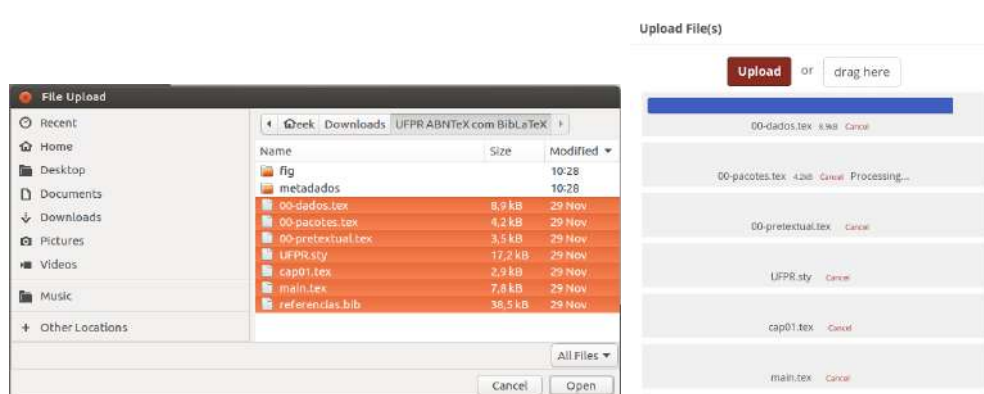 File Upload
Recent
Home
Desktop
Documents
Downloads
Pictures
Videos
Music
+ Other Locations
eek Downloads UFPR ABNTeX com BibLaTeX
Name Size Modified
fig 10:28
metadados 10:28
00-dados.tex 8,9 kB 29 Nov
00-pacotes.tex 4,2 kB 29 Nov
00-pretextual.tex 3,5 kB 29 Nov
UFPR.sty 17,2 kB 29 Nov
cap01.tex 2,9 kB 29 Nov
main.tex 7,8 kB 29 Nov
referencias.bib 38,5 kB 29 Nov
All Files
Cancel Open
Upload File(s)
Upload or drag here
00-dados.tex 8.9kB Cancel
00-pacotes.tex 4.2kB Cancel Processing...
00-pretextual.tex Cancel
UFPR.sty Cancel
cap01.tex Cancel
main.tex Cancel